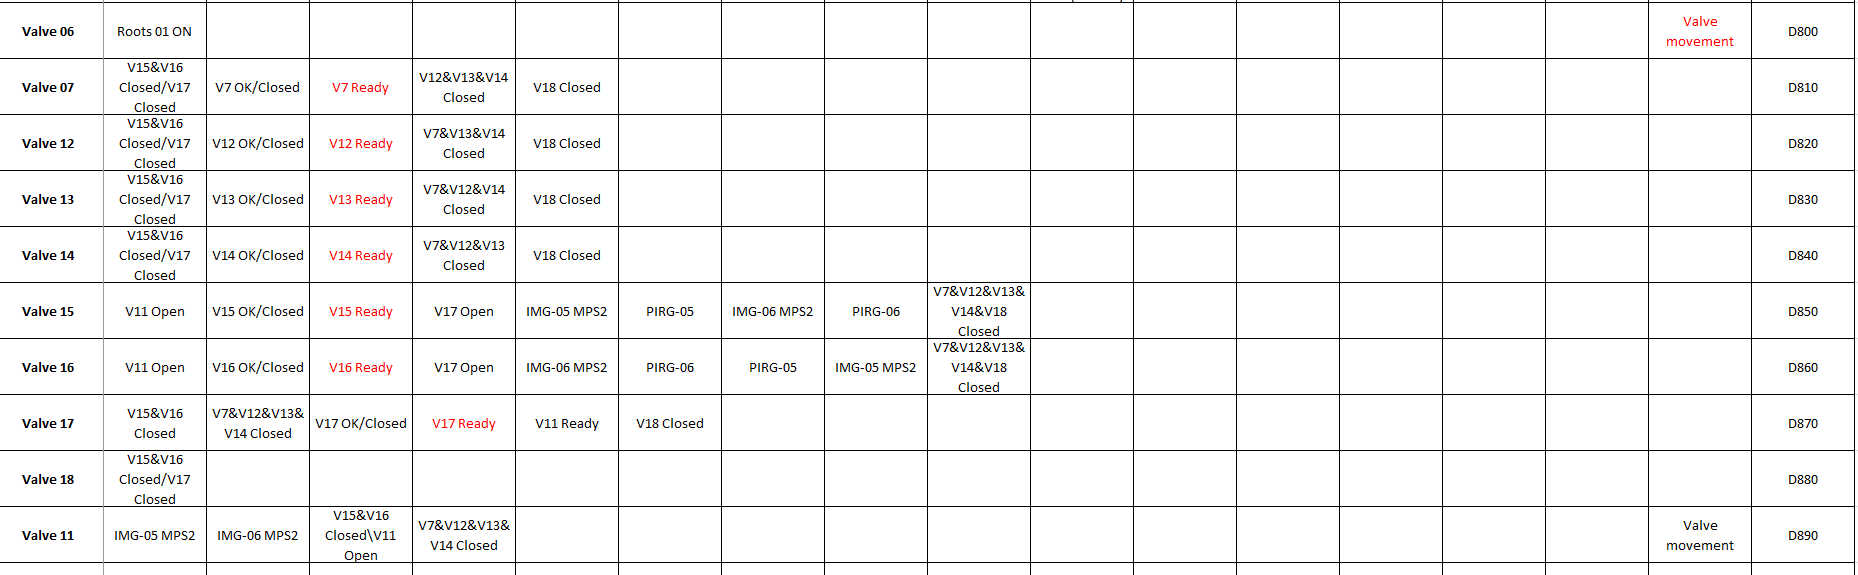 Valve 06 Roots 01 ON Valve D800
movement
V15&V16
Valve 07 Closed/V17 V7 OK/Closed V7 Ready V12&V13&V14 V18 Closed D810
Closed Closed
V15&V16
Valve 12 Closed/V17 V12 OK/Closed V12 Ready V7&V13&V14 V18 Closed D820
Closed Closed
V15&V16
Valve 13 Closed/V17 V13 OK/Closed V13 Ready V7&V12&V14 V18 Closed D830
Closed Closed
V15&V16
Valve 14 Closed/V17 V14 OK/Closed V14 Ready V7&V12&V13 V18 Closed D840
Closed Closed
V7&V12&V13&
Valve 15 V11 Open V15 OK/Closed V15 Ready V17 Open IMG-05 MPS2 PIRG-05 IMG-06 MPS2 PIRG-06 V14&V18 D850
Closed
V7&V12&V13&
Valve 16 V11 Open V16 OK/Closed V16 Ready V17 Open IMG-06 MPS2 PIRG-06 PIRG-05 IMG-05 MPS2 V14&V18 D860
Closed
V15&V16 V7&V12&V13&
Valve 17 Closed V14 Closed V17 OK/Closed V17 Ready V11 Ready V18 Closed D870
V15&V16
Valve 18 Closed/V17 D880
Closed
V15&V16 V7&V12&V13& Valve
Valve 11 IMG-05 MPS2 IMG-06 MPS2 Closed\V11 V14 Closed movement D890
Open